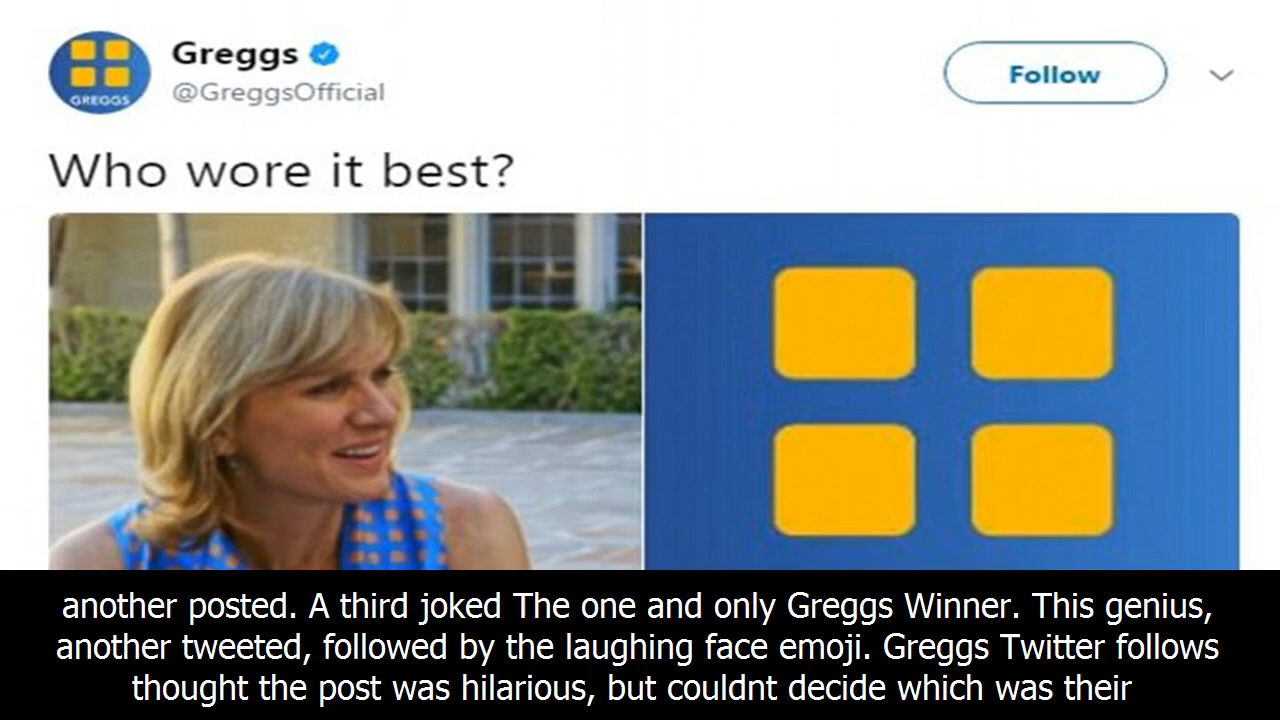 Greggs
@GreggsOfficial
GREGGS
Follow
Who wore it best?
another posted. A third joked The one and only Greggs Winner. This genius,
another tweeted, followed by the laughing face emoji. Greggs Twitter follows
thought the post was hilarious, but couldnt decide which was their